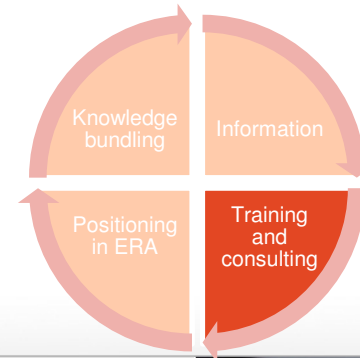 Knowledge
bundling
Information
Positioning
in ERA
Training
and
consulting